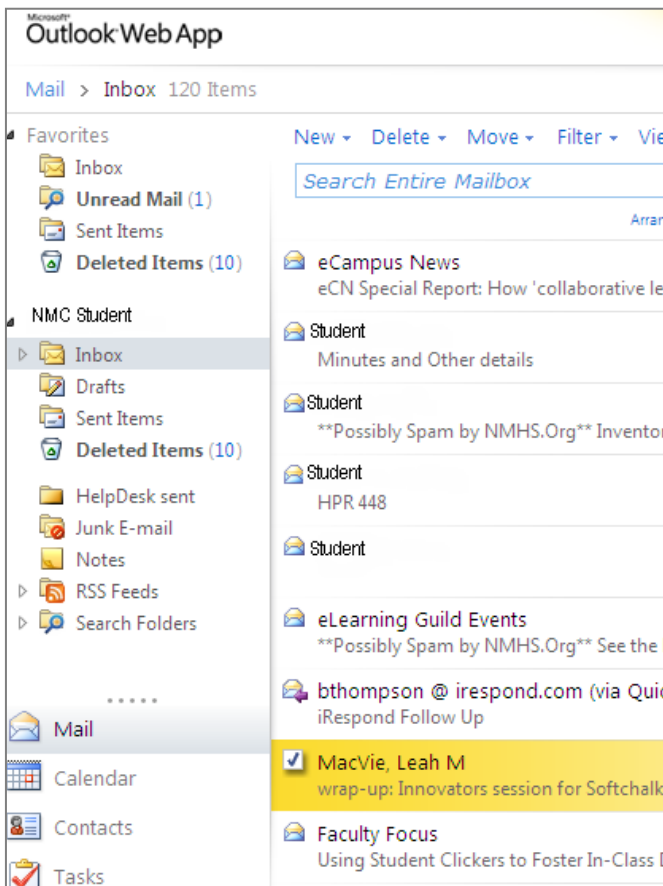 Microsoft®
Outlook Web App
Mail > Inbox 120 Items
Favorites
Inbox
Unread Mail (1)
Sent Items
Deleted Items (10)
NMC Student
Inbox
Drafts
Sent Items
Deleted Items (10)
HelpDesk sent
Junk E-mail
Notes
RSS Feeds
Search Folders
Mail
Calendar
Contacts
Tasks
New Delete Move Filter
Search Entire Mailbox
eCampus News
eCN Special Report: How 'collaborative
Student
Minutes and Other details
Student
**Possibly Spam by NMHS.Org**
Student
HPR 448
Student
eLearning Guild Events
**Possibly Spam by NMHS.Org** See the
bthompson @ irespond.com (via
iRespond Follow Up
MacVie, Leah M
wrap-up: Innovators session for Softchalk
Faculty Focus
Using Student Clickers to Foster In-Class